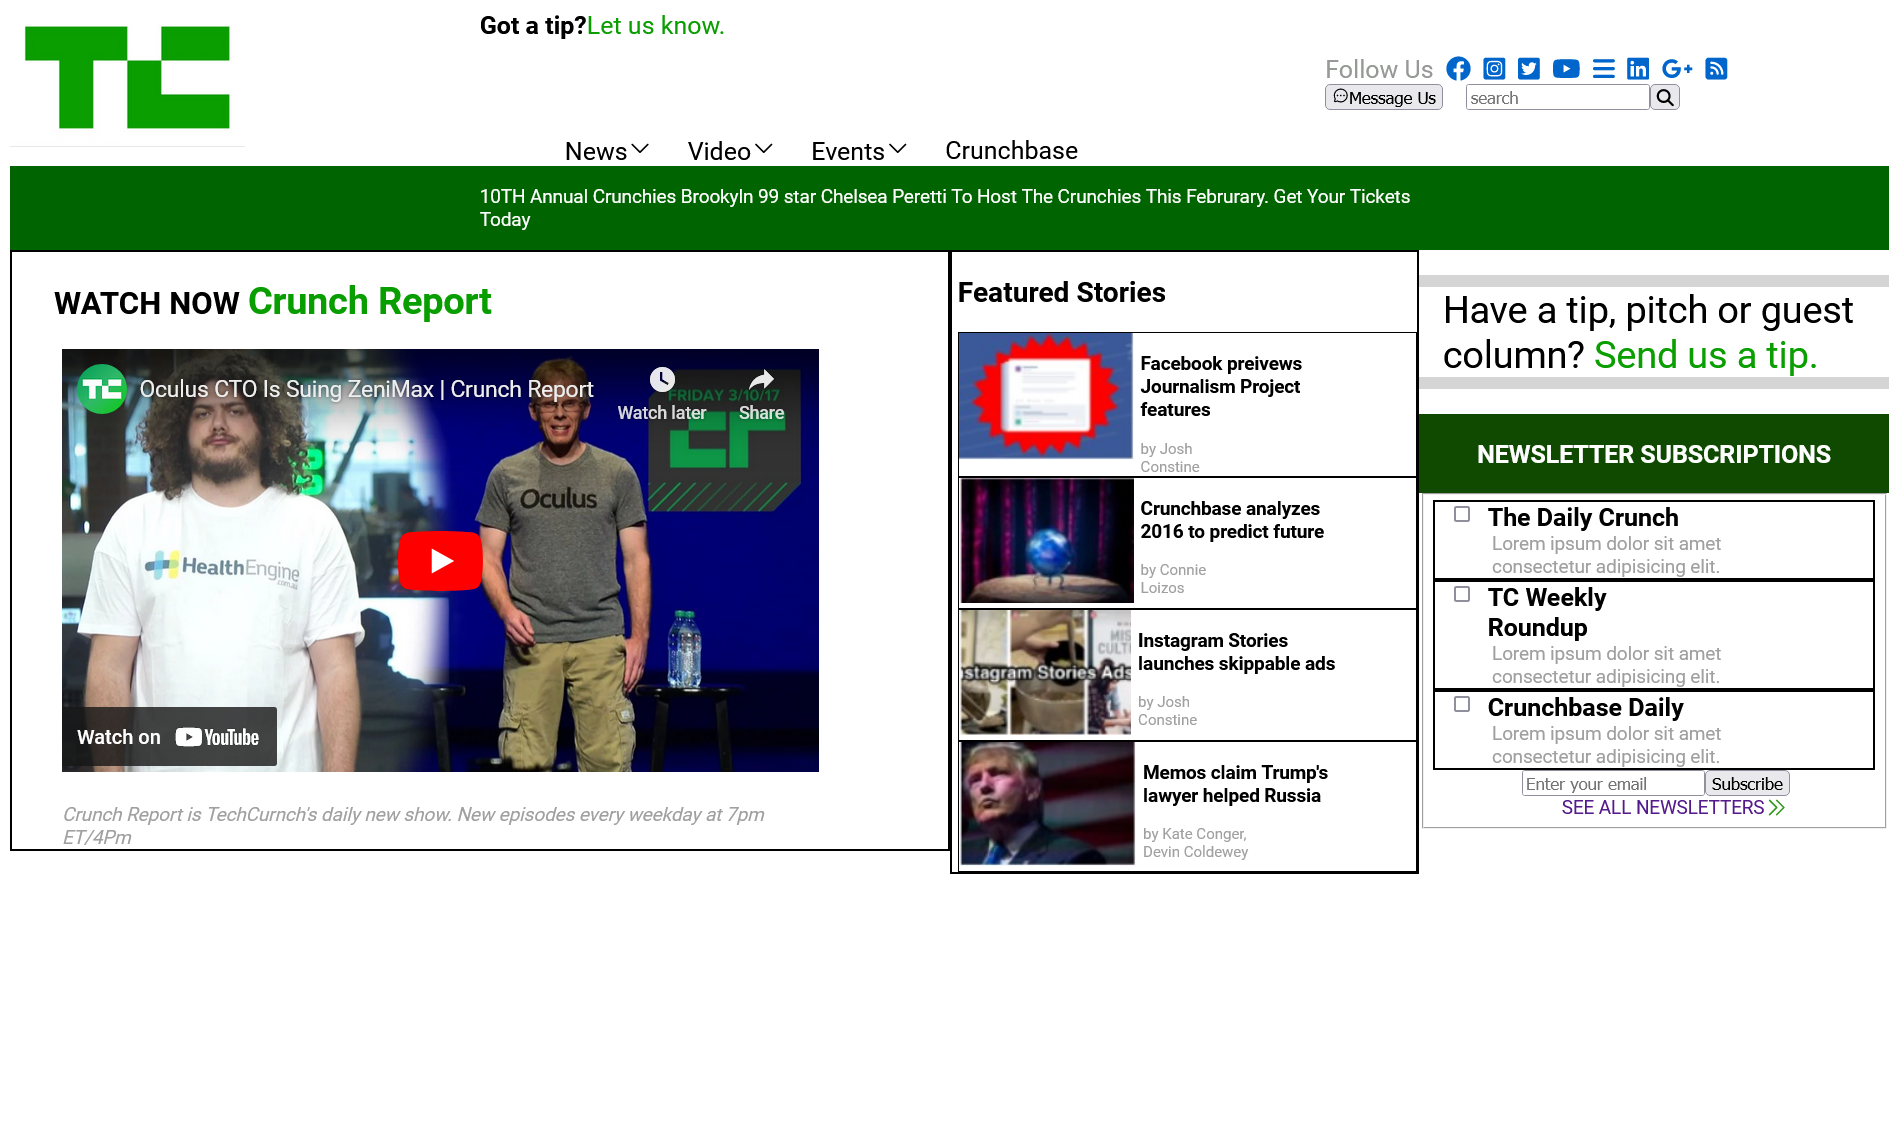 TC
Got a tip?Let us know.
Follow Us
Message Us
search
News
Video
Events
Crunchbase
10TH Annual Crunchies Brookyln 99 star Chelsea Peretti To Host The Crunchies This Februrary. Get Your Tickets
Today
WATCH NOW Crunch Report
TC
Oculus CTO Is Suing ZeniMax | Crunch Report
Watch later
Share
FRIDAY 3/10/17
Oculus
HealthEngine
.com.au
Watch on YouTube
Crunch Report is TechCurnch's daily new show. New episodes every weekday at 7pm
ET/4Pm
Featured Stories
Facebook preivews
Journalism Project
features
by Josh
Constine
Crunchbase analyzes
2016 to predict future
by Connie
Loizos
nstagram Stories Ads
Instagram Stories
launches skippable ads
by Josh
Constine
Memos claim Trump's
lawyer helped Russia
by Kate Conger,
Devin Coldewey
Have a tip, pitch or guest
column? Send us a tip.
NEWSLETTER SUBSCRIPTIONS
The Daily Crunch
Lorem ipsum dolor sit amet
consectetur adipisicing elit.
TC Weekly
Roundup
Lorem ipsum dolor sit amet
consectetur adipisicing elit.
Crunchbase Daily
Lorem ipsum dolor sit amet
consectetur adipisicing elit.
Enter your email
Subscribe
SEE ALL NEWSLETTERS